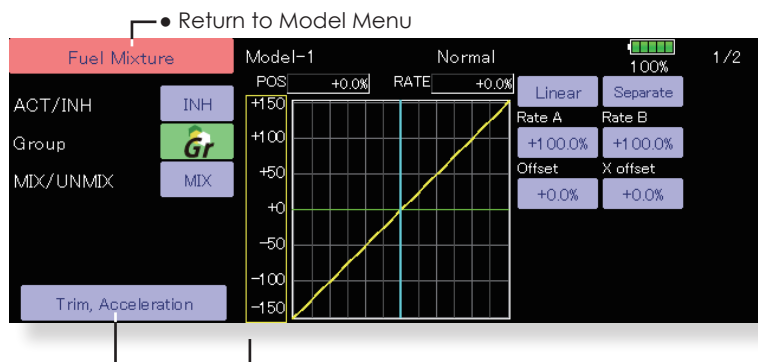 ● Return to Model Menu
Fuel Mixture
Model-1
Normal
100%
1/2
POS +0.0% RATE +0.0%
ACT/INH INH
Group Gr
MIX/UNMIX MIX
Trim, Acceleration
+150
+100
+50
+0
-50
-100
-150
Linear Separate
Rate A Rate B
+100.0% +100.0%
Offset X offset
+0.0% +0.0%